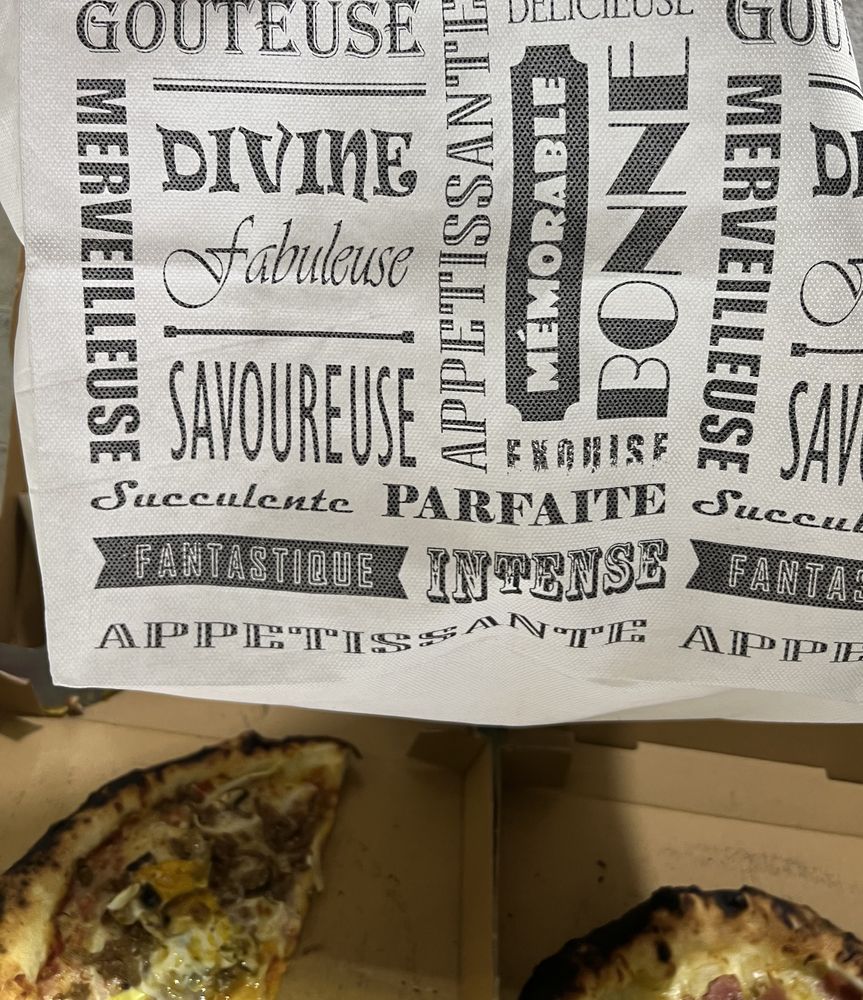 GOUTEUSE
DÉLICIEUSE
MERVEILLEUSE
DIVINE
Fabuleuse
SAVOUREUSE
APPETISSANTE
MÉMORABLE
BONNE
EXQUISE
Succulente PARFAITE
FANTASTIQUE INTENSE
APPETISSANTE
GOU
MERVEILLEUSE
D
SAV
Succul
FANTAS
APPE